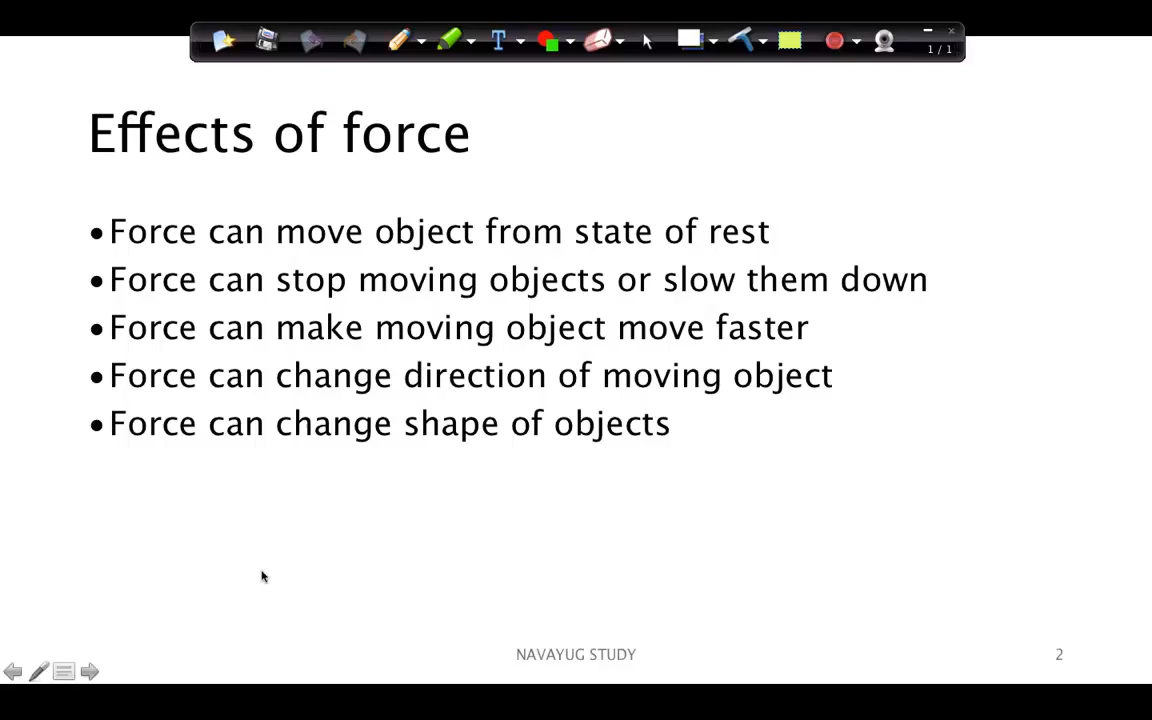 T
1 / 1
Effects of force
•Force can move object from state of rest
•Force can stop moving objects or slow them down
•Force can make moving object move faster
•Force can change direction of moving object
•Force can change shape of objects
NAVAYUG STUDY
2